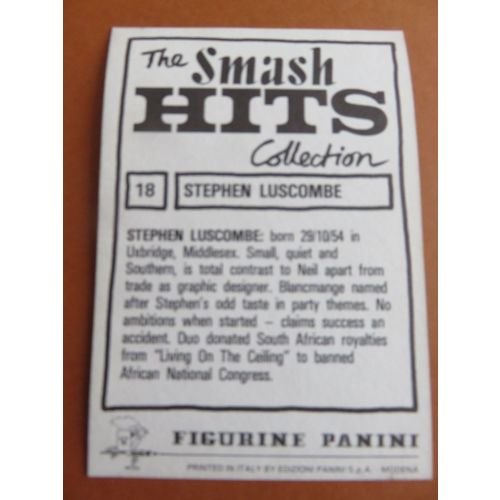 The Smash
HITS
Collection
18 STEPHEN LUSCOMBE
STEPHEN LUSCOMBE: born 29/10/54 in
Uxbridge, Middlesex. Small, quiet and
Southern, is total contrast to Neil apart from
trade as graphic designer. Blancmange named
after Stephen's odd taste in party themes. No
ambitions when started – claims success an
accident. Duo donated South African royalties
from "Living On The Ceiling" to banned
African National Congress.
FIGURINE PANINI
PRINTED IN ITALY BY EDIZIONI PANINI S.p.A. - MODENA